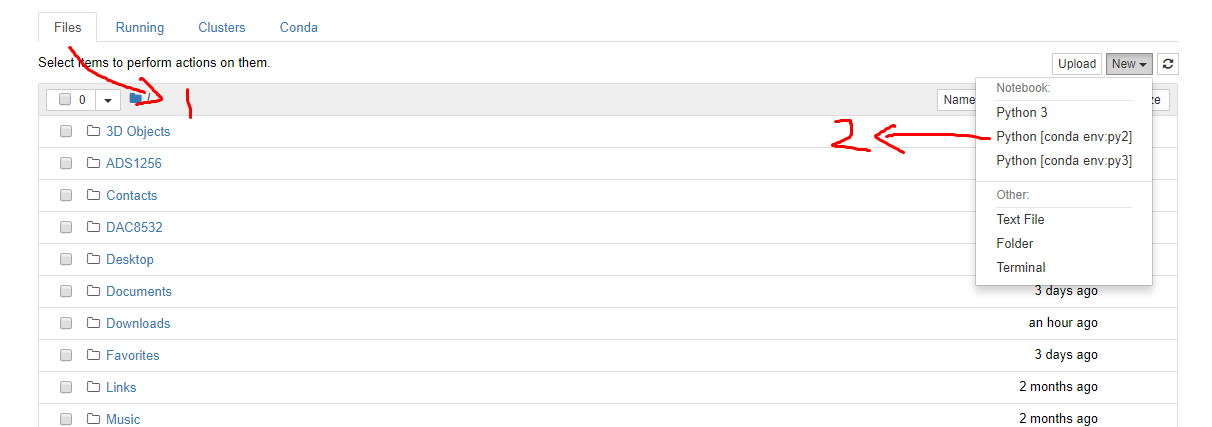 Files Running Clusters Conda
Select items to perform actions on them.
Upload New
0 / 1 Name ze
Notebook:
Python 3
Python [conda env:py2]
Python [conda env:py3]
Other:
Text File
Folder
Terminal
2
3D Objects
ADS1256
Contacts
DAC8532
Desktop
Documents 3 days ago
Downloads an hour ago
Favorites 3 days ago
Links 2 months ago
Music 2 months ago